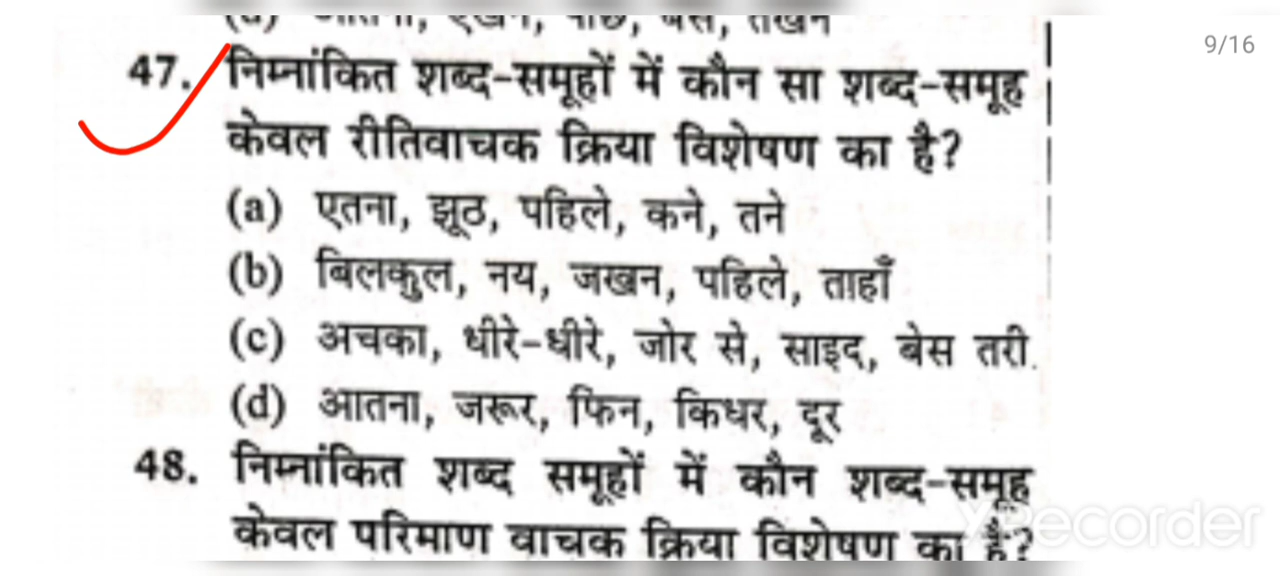 9/16
47. निम्नांकित शब्द-समूहों में कौन सा शब्द-समूह
केवल रीतिवाचक क्रिया विशेषण का है?
(a) एतना, झूठ, पहिले, कने, तने
(b) बिलकुल, नय, जखन, पहिले, ताहाँ
(c) अचका, धीरे-धीरे, जोर से, साइद, बेस तरी.
(d) आतना, जरूर, फिन, किधर, दूर
48. निम्नांकित शब्द समूहों में कौन शब्द-समूह
केवल परिमाण वाचक क्रिया विशेषण का है?
XRecorder